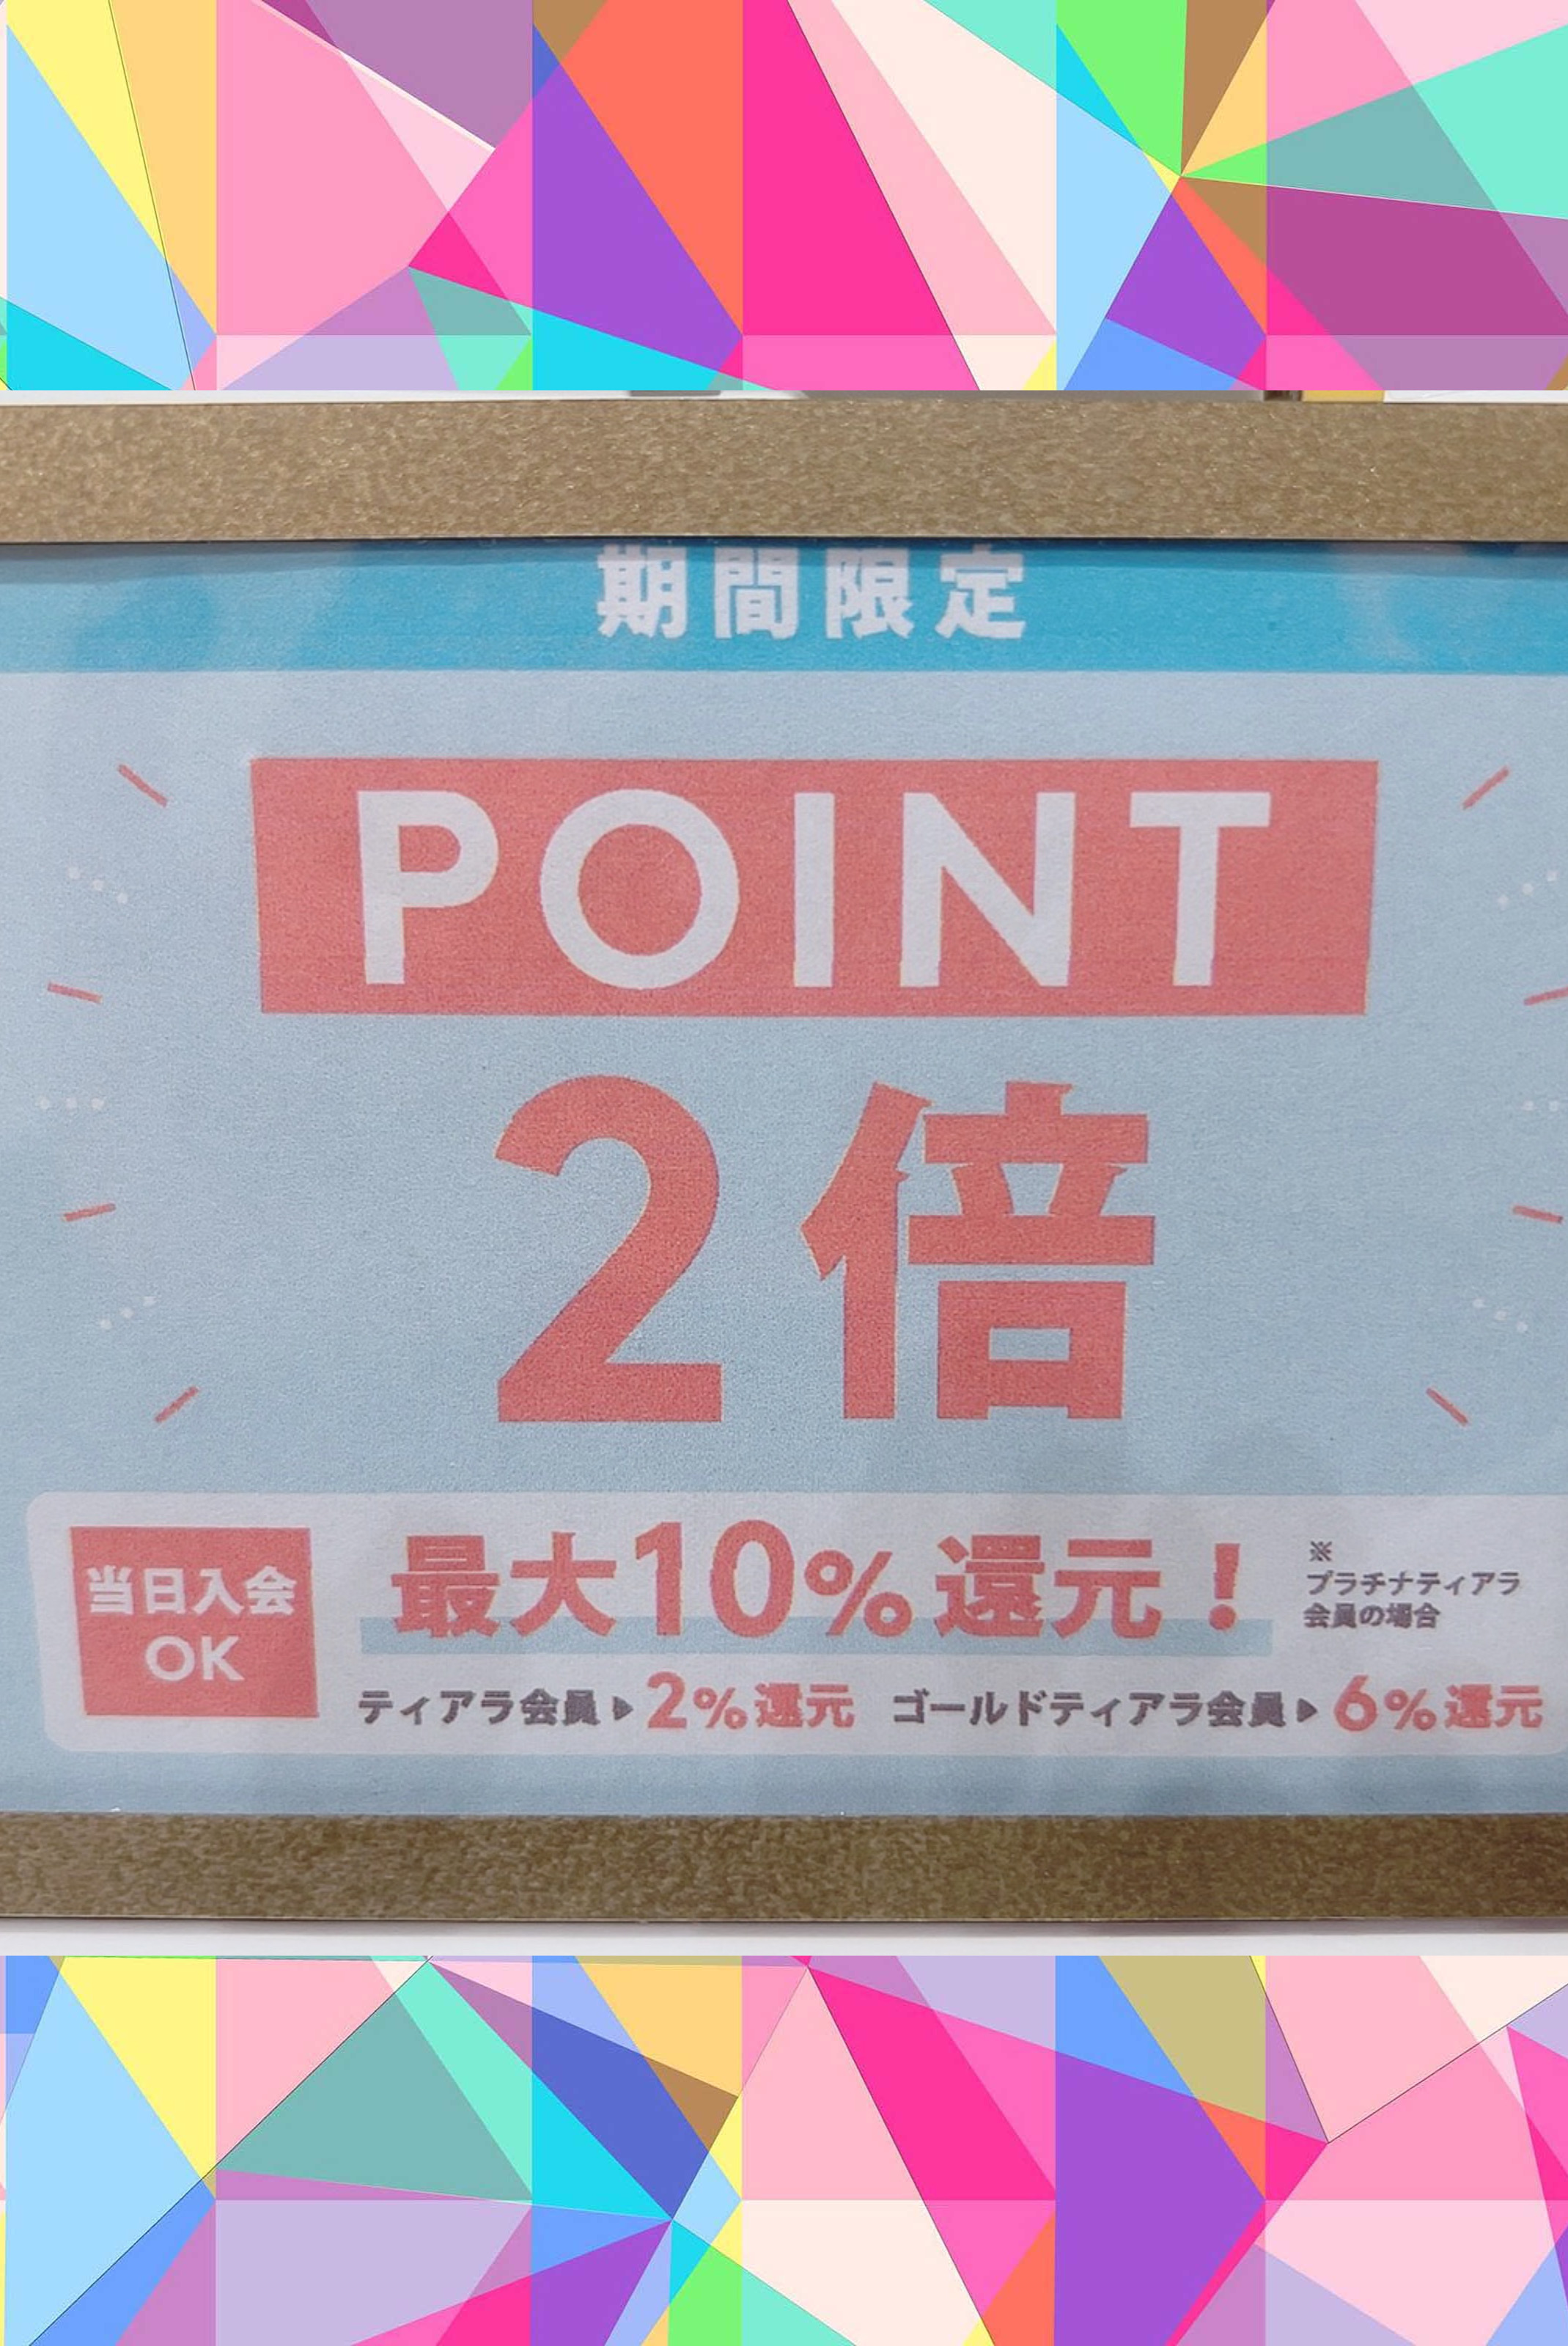 期間限定
POINT
2倍
当日入会
OK
最大10%還元!
※
プラチナティアラ
会員の場合
ティアラ会員▶2%還元 ゴールドティアラ会員▶6%還元